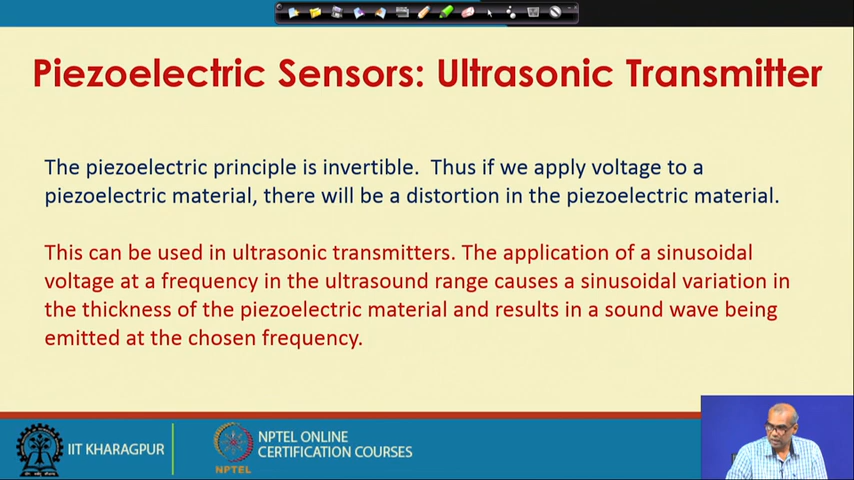 Piezoelectric Sensors: Ultrasonic Transmitter
The piezoelectric principle is invertible. Thus if we apply voltage to a
piezoelectric material, there will be a distortion in the piezoelectric material.
This can be used in ultrasonic transmitters. The application of a sinusoidal
voltage at a frequency in the ultrasound range causes a sinusoidal variation in
the thickness of the piezoelectric material and results in a sound wave being
emitted at the chosen frequency.
IIT KHARAGPUR
NPTEL
NPTEL ONLINE
CERTIFICATION COURSES